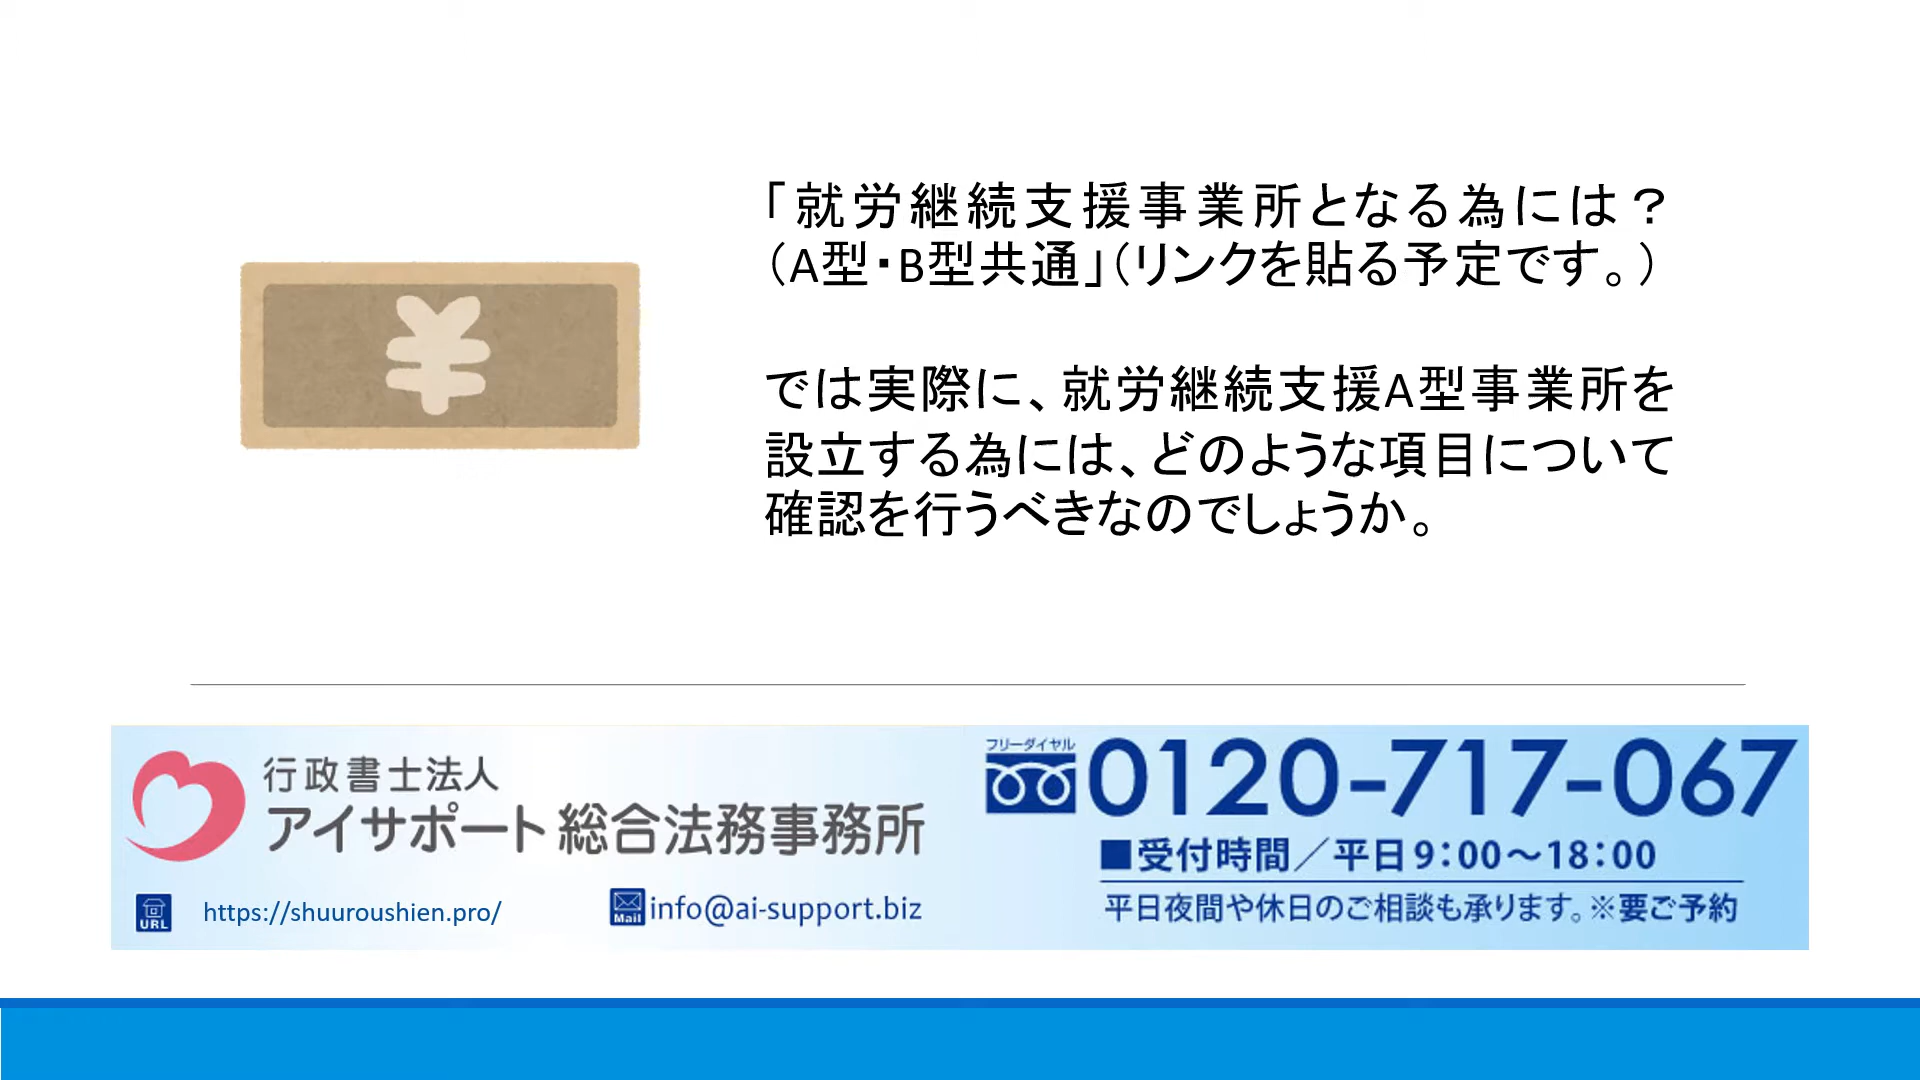 「就労継続支援事業所となる為には？
（A型・B型共通」（リンクを貼る予定です。）
では実際に、就労継続支援A型事業所を
設立する為には、どのような項目について
確認を行うべきなのでしょうか。
¥
行政書士法人
アイサポート総合法務事務所
URL https://shuuroushien.pro/
Mail info@ai-support.biz
フリーダイヤル
0120-717-067
■受付時間／平日9：00～18：00
平日夜間や休日のご相談も承ります。※要ご予約